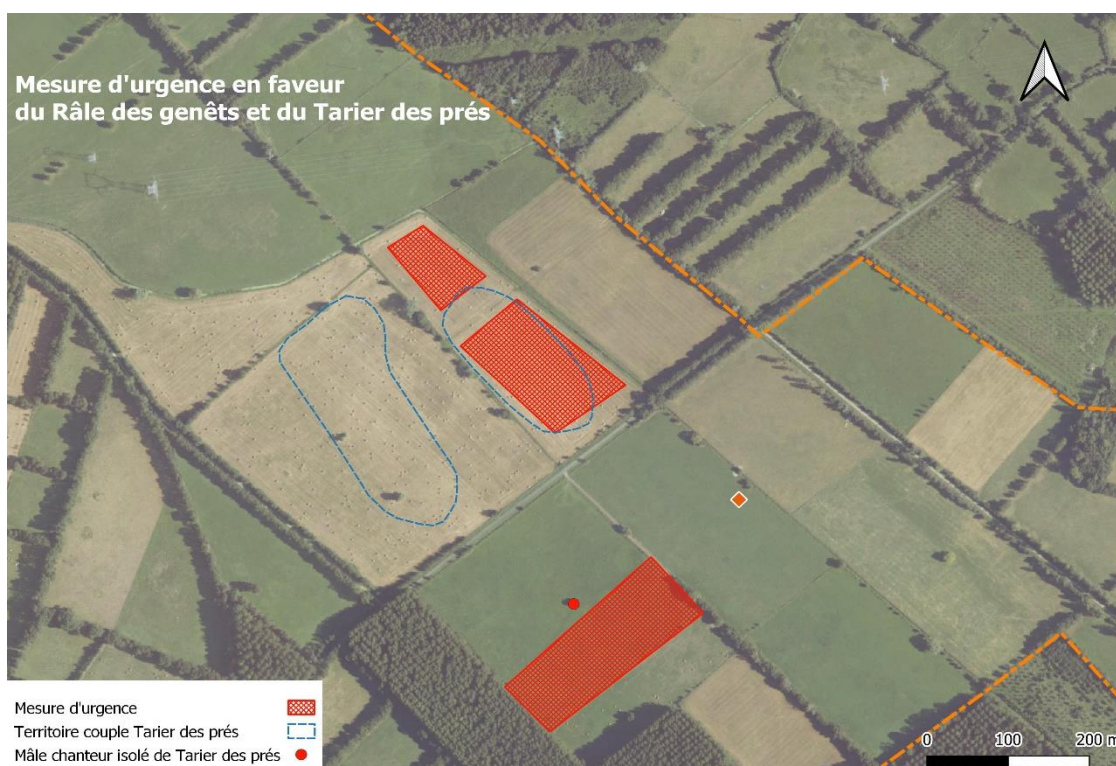 Mesure d'urgence en faveur
du Râle des genêts et du Tarier des prés
Mesure d'urgence
Territoire couple Tarier des prés
Mâle chanteur isolé de Tarier des prés
0 100 200 m